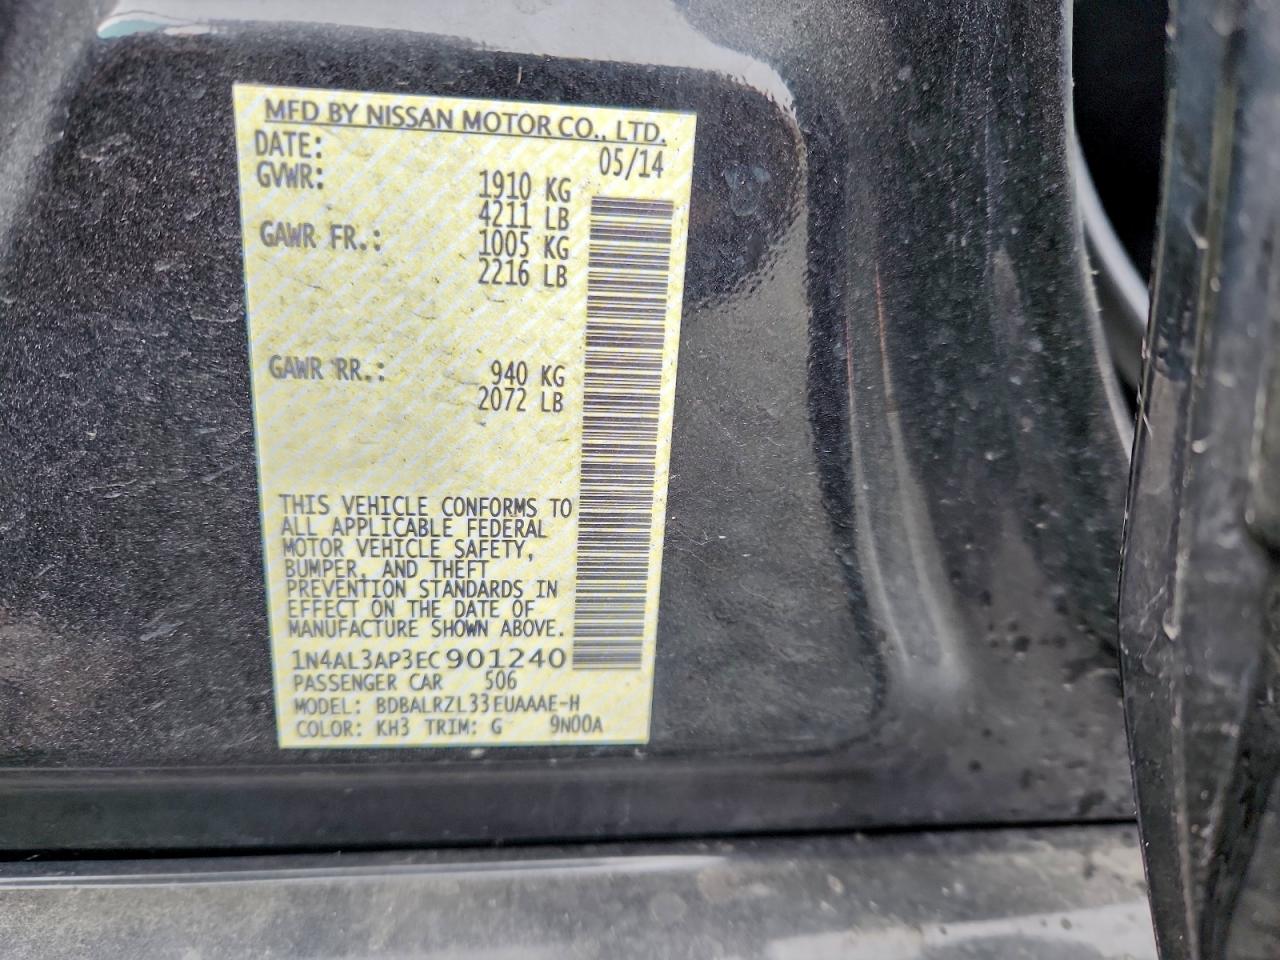 MFD BY NISSAN MOTOR CO., LTD.
DATE: 05/14
GVWR: 1910 KG
4211 LB
GAWR FR.: 1005 KG
2216 LB
GAWR RR.: 940 KG
2072 LB
THIS VEHICLE CONFORMS TO
ALL APPLICABLE FEDERAL
MOTOR VEHICLE SAFETY,
BUMPER, AND THEFT
PREVENTION STANDARDS IN
EFFECT ON THE DATE OF
MANUFACTURE SHOWN ABOVE.
1N4AL3AP3EC901240
PASSENGER CAR 506
MODEL: BDBALRZL33EUAAAE-H
COLOR: KH3 TRIM: G 9N00A